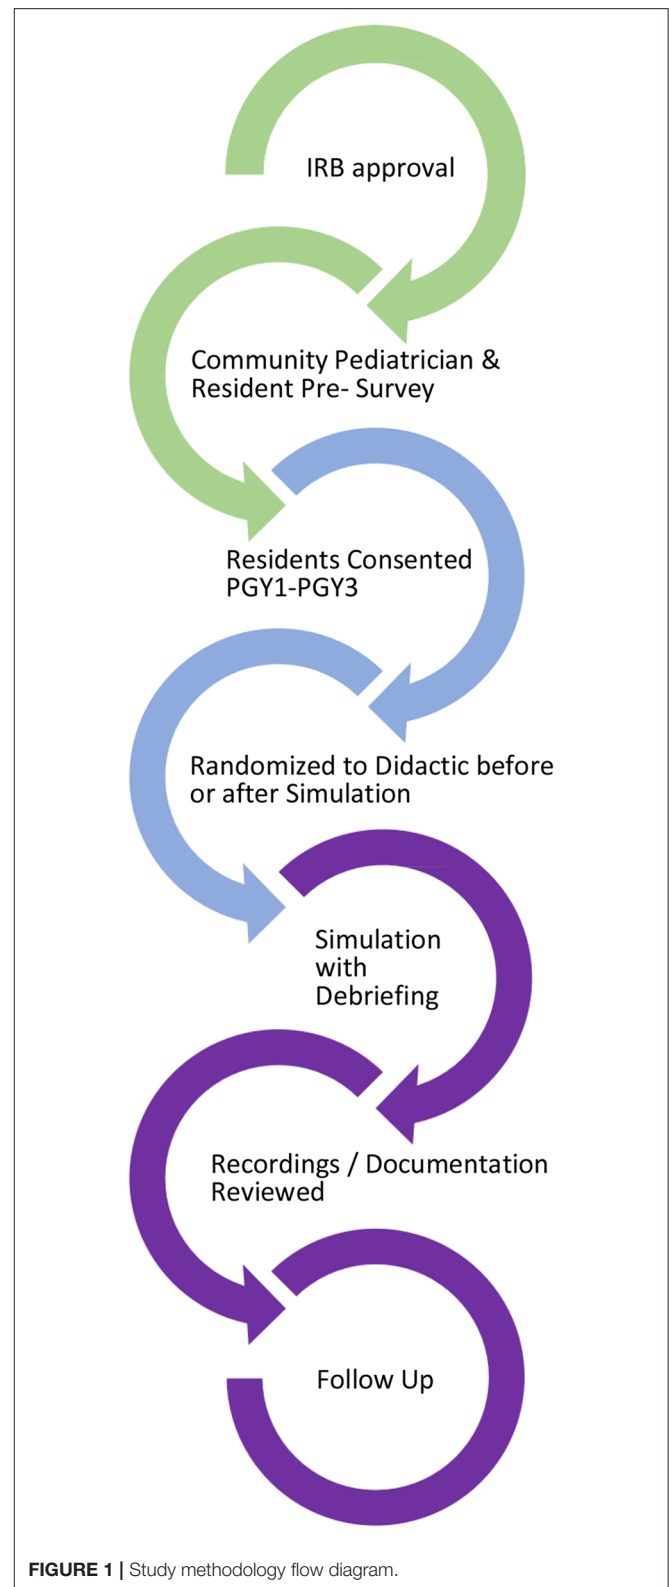 IRB approval
Community Pediatrician &
Resident Pre- Survey
Residents Consented
PGY1-PGY3
Randomized to Didactic before
or after Simulation
Simulation
with
Debriefing
Recordings / Documentation
Reviewed
Follow Up
FIGURE 1 | Study methodology flow diagram.